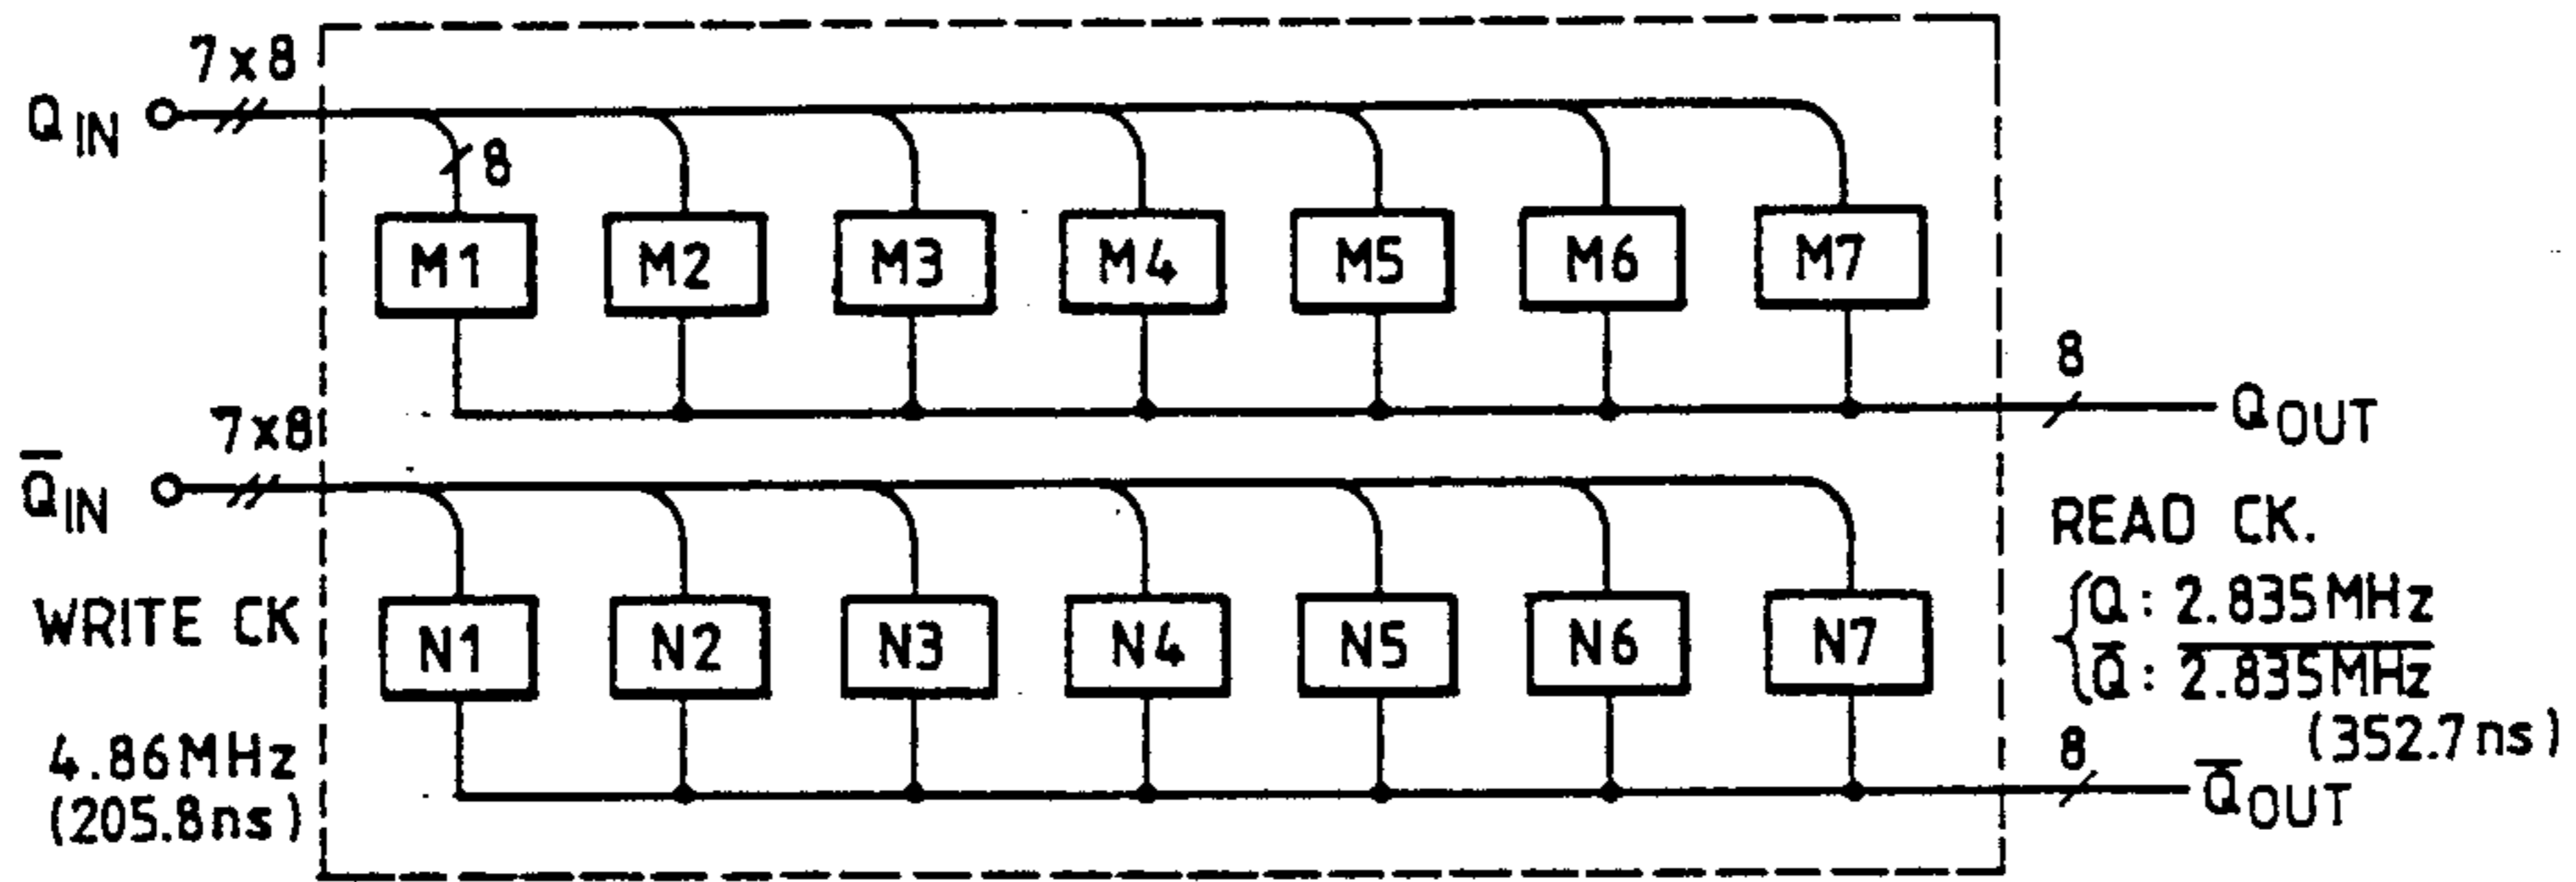 7x8
Q IN
8
M1 M2 M3 M4 M5 M6 M7
8
Q OUT
7x8
Q̅ IN
READ CK.
WRITE CK
N1 N2 N3 N4 N5 N6 N7
Q : 2.835MHz
Q̅ : 2.835MHz
(352.7ns)
4.86MHz
(205.8ns)
8
Q̅ OUT